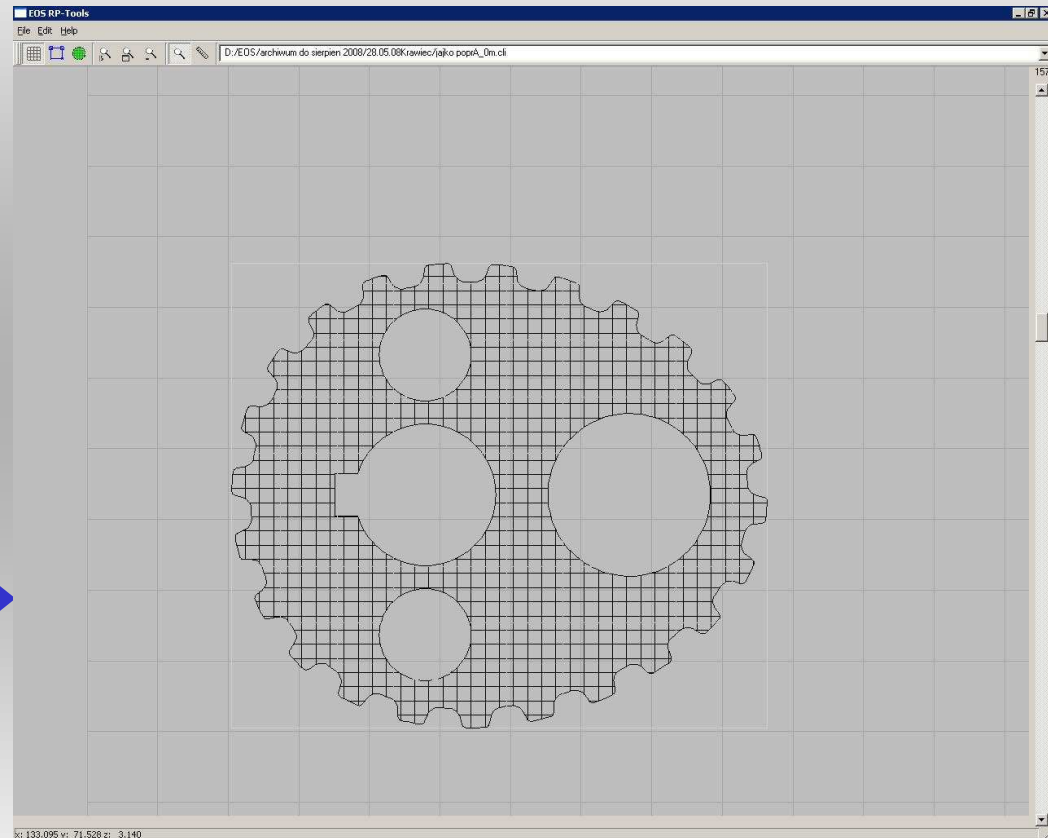 EOS RP-Tools
File Edit Help
D:/EOS/archiwum do sierpien 2008/28.05.08Krawiec/jajko poprA_0m.cli
157
x: 133.095 y: 71.528 z: 3.140